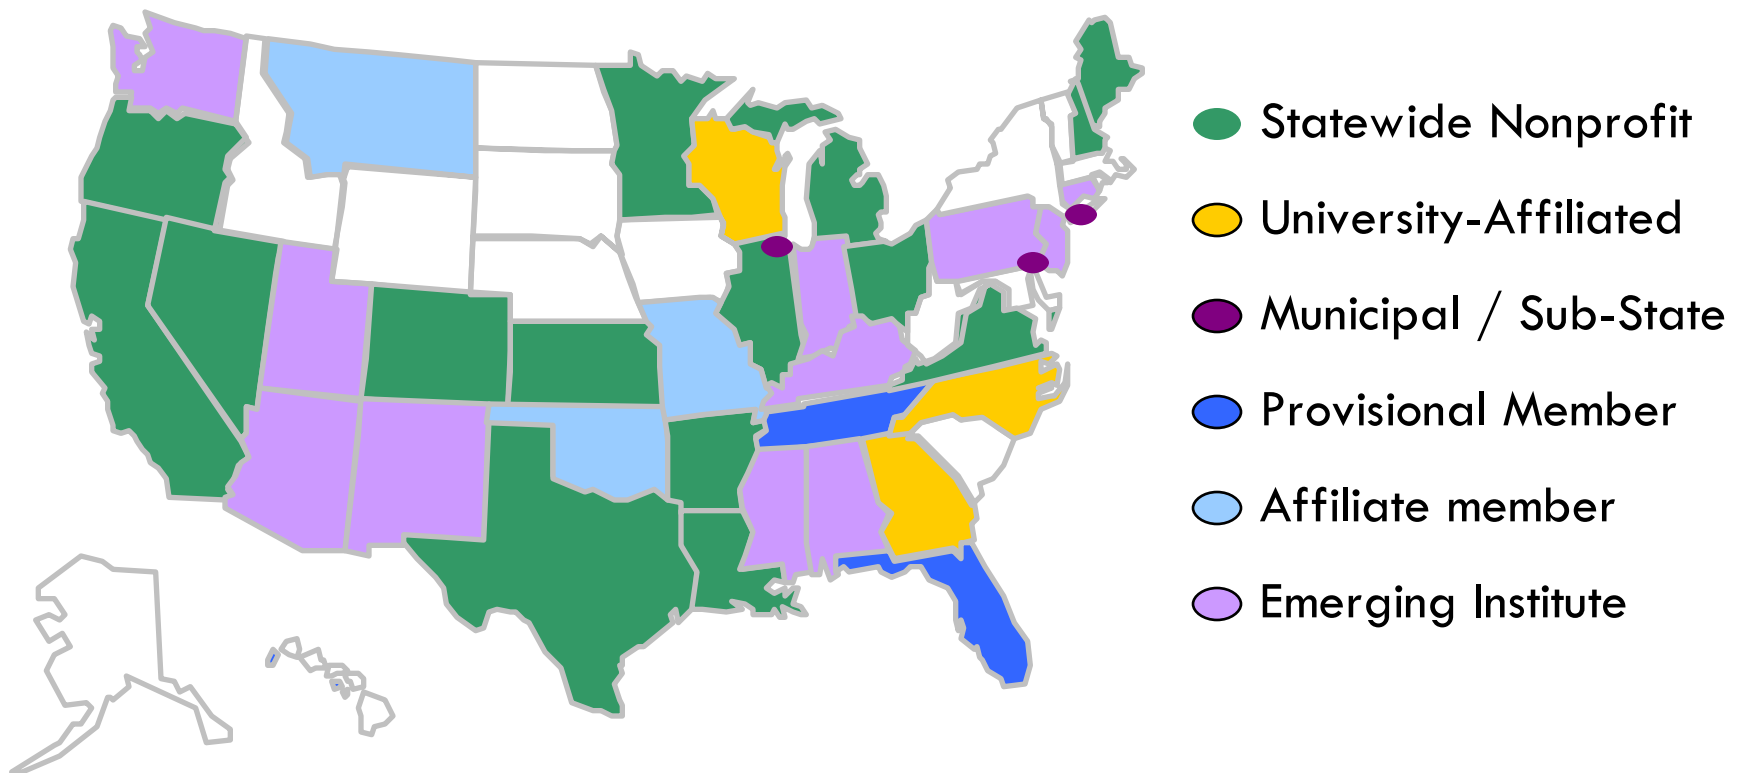 Statewide Nonprofit
University-Affiliated
Municipal / Sub-State
Provisional Member
Affiliate member
Emerging Institute